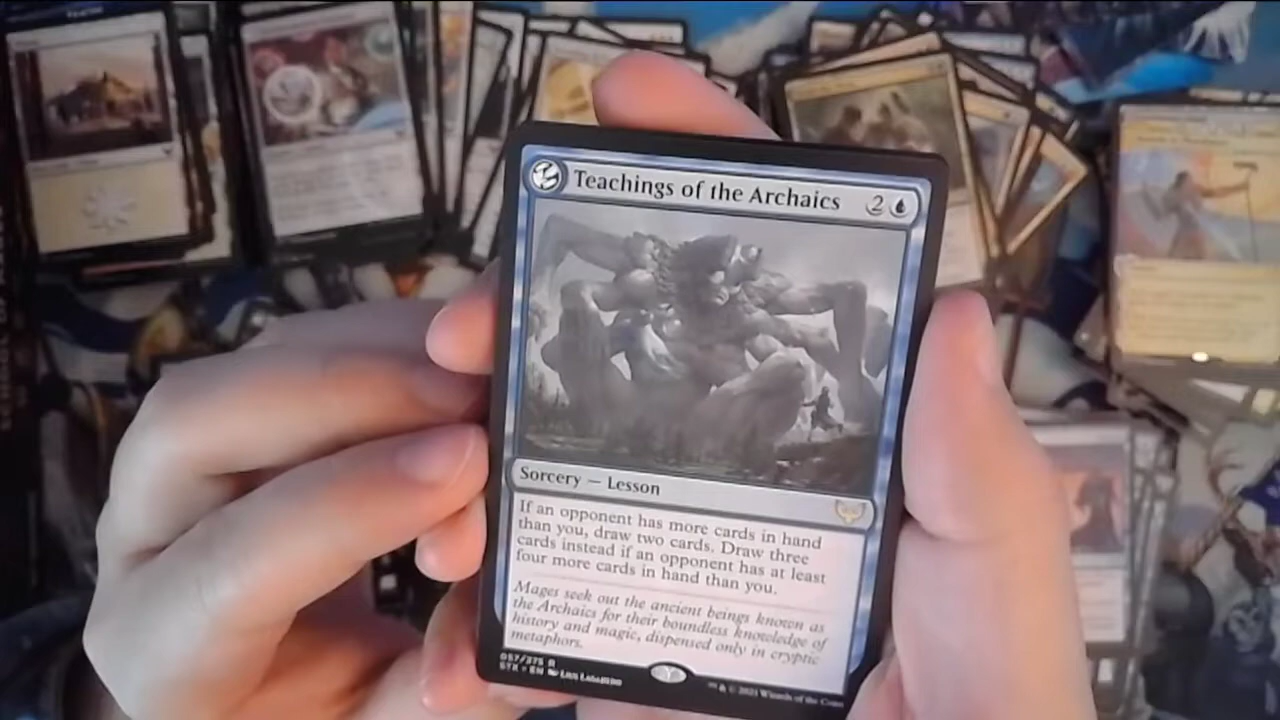 Teachings of the Archaics 2
Sorcery — Lesson
If an opponent has more cards in hand
than you, draw two cards. Draw three
cards instead if an opponent has at least
four more cards in hand than you.
Mages seek out the ancient beings known as
the Archaics for their boundless knowledge of
history and magic, dispensed only in cryptic
metaphors.
057/275 R
STX • EN
™ & © 2021 Wizards of the Coast